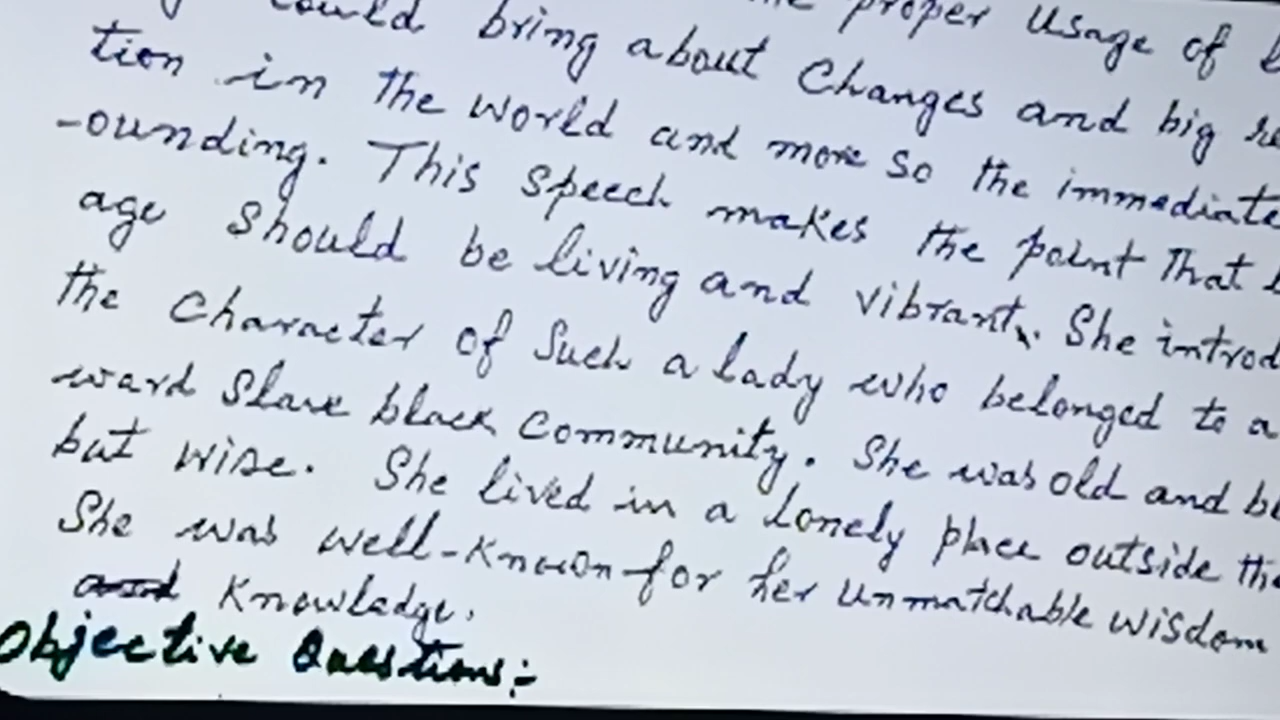 could bring about Changes and big
proper Usage of
tion in the World and more so the immediate
-ounding. This Speech makes the point That
age Should be living and vibrant. She introd
the Character of Such a lady who belonged to a
ward Slave black Community. She was old and
but wise. She lived in a lonely place outside the
She was well-Known for her Unmatchable Wisdom
and Knowledge.
Objective Questions:-